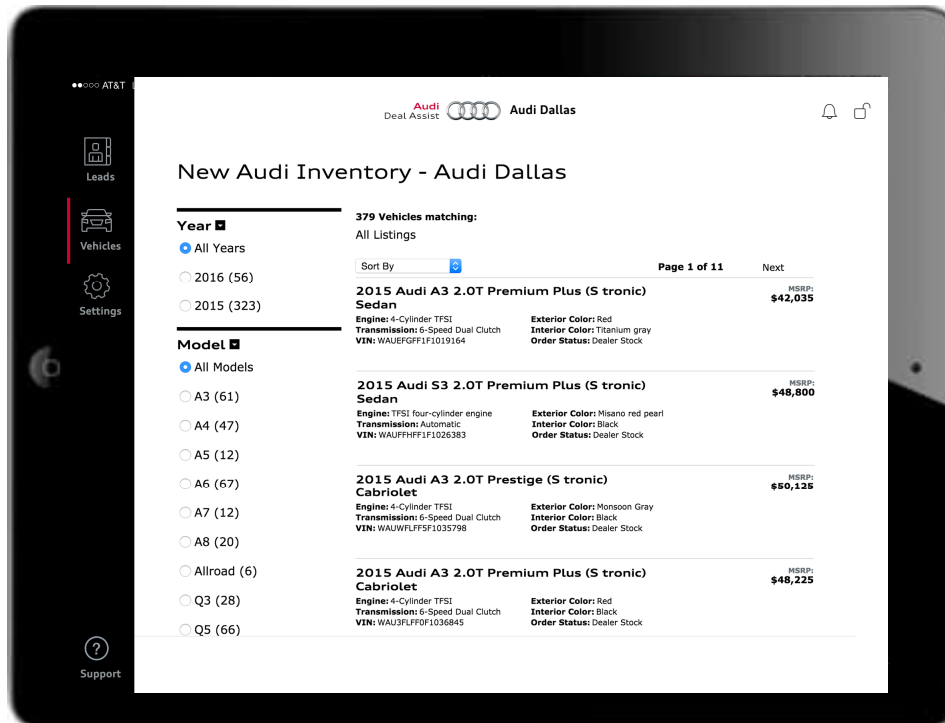 AT&T
Audi
Deal Assist
Audi Dallas
Leads
Vehicles
Settings
Support
New Audi Inventory - Audi Dallas
Year
All Years
2016 (56)
2015 (323)
Model
All Models
A3 (61)
A4 (47)
A5 (12)
A6 (67)
A7 (12)
A8 (20)
Allroad (6)
Q3 (28)
Q5 (66)
379 Vehicles matching:
All Listings
Sort By
Page 1 of 11
Next
2015 Audi A3 2.0T Premium Plus (S tronic)
Sedan
MSRP:
$42,035
Engine: 4-Cylinder TFSI
Transmission: 6-Speed Dual Clutch
VIN: WAUEFGFF1F1019164
Exterior Color: Red
Interior Color: Titanium gray
Order Status: Dealer Stock
2015 Audi S3 2.0T Premium Plus (S tronic)
Sedan
MSRP:
$48,800
Engine: TFSI four-cylinder engine
Transmission: Automatic
VIN: WAUFFHFF1F1026383
Exterior Color: Misano red pearl
Interior Color: Black
Order Status: Dealer Stock
2015 Audi A3 2.0T Prestige (S tronic)
Cabriolet
MSRP:
$50,125
Engine: 4-Cylinder TFSI
Transmission: 6-Speed Dual Clutch
VIN: WAUWFLFF5F1035798
Exterior Color: Monsoon Gray
Interior Color: Black
Order Status: Dealer Stock
2015 Audi A3 2.0T Premium Plus (S tronic)
Cabriolet
MSRP:
$48,225
Engine: 4-Cylinder TFSI
Transmission: 6-Speed Dual Clutch
VIN: WAU3FLFF0F1036845
Exterior Color: Red
Interior Color: Black
Order Status: Dealer Stock